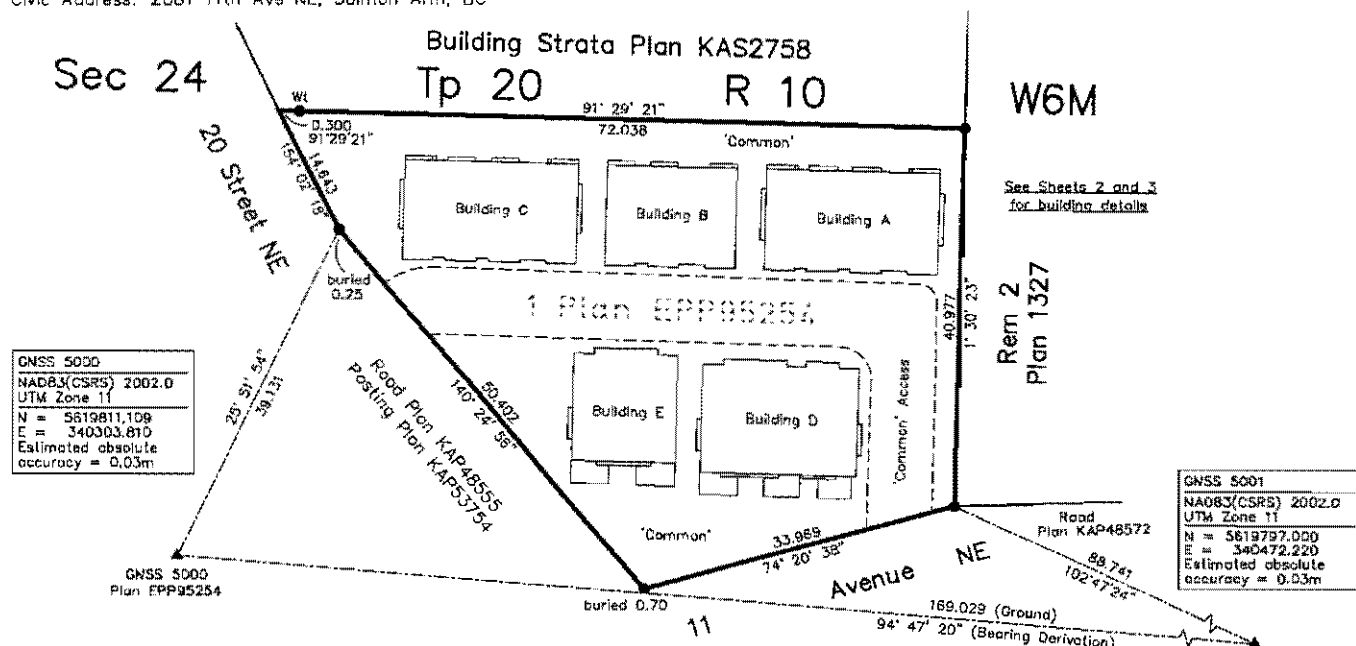 Building Strata Plan KAS2758
Sec 24
Tp 20
R 10
W6M
Wt
0.300
91°29'21"
91° 29' 21"
72.038
'Common'
20 Street NE
14.643
154° 02' 18"
Building C
Building B
Building A
See Sheets 2 and 3
for building details
buried
0.25
1 Plan EPP95254
40.977
1° 30' 23"
Rem 2
Plan 1327
GNSS 5000
NAD83(CSRS) 2002.0
UTM Zone 11
N = 5619811.109
E = 340303.810
Estimated absolute
accuracy = 0.03m
25° 51' 54"
39.131
50.402
140° 24' 56"
Road Plan KAP48555
Posting Plan KAP53754
Building E
Building D
'Common' Access
GNSS 5001
NAD83(CSRS) 2002.0
UTM Zone 11
N = 5619797.000
E = 340472.220
Estimated absolute
accuracy = 0.03m
Road
Plan KAP48572
'Common'
33.969
74° 20' 38"
88.741
102°47'24"
GNSS 5000
Plan EPP95254
buried 0.70
11 Avenue NE
169.029 (Ground)
94° 47' 20" (Bearing Derivation)